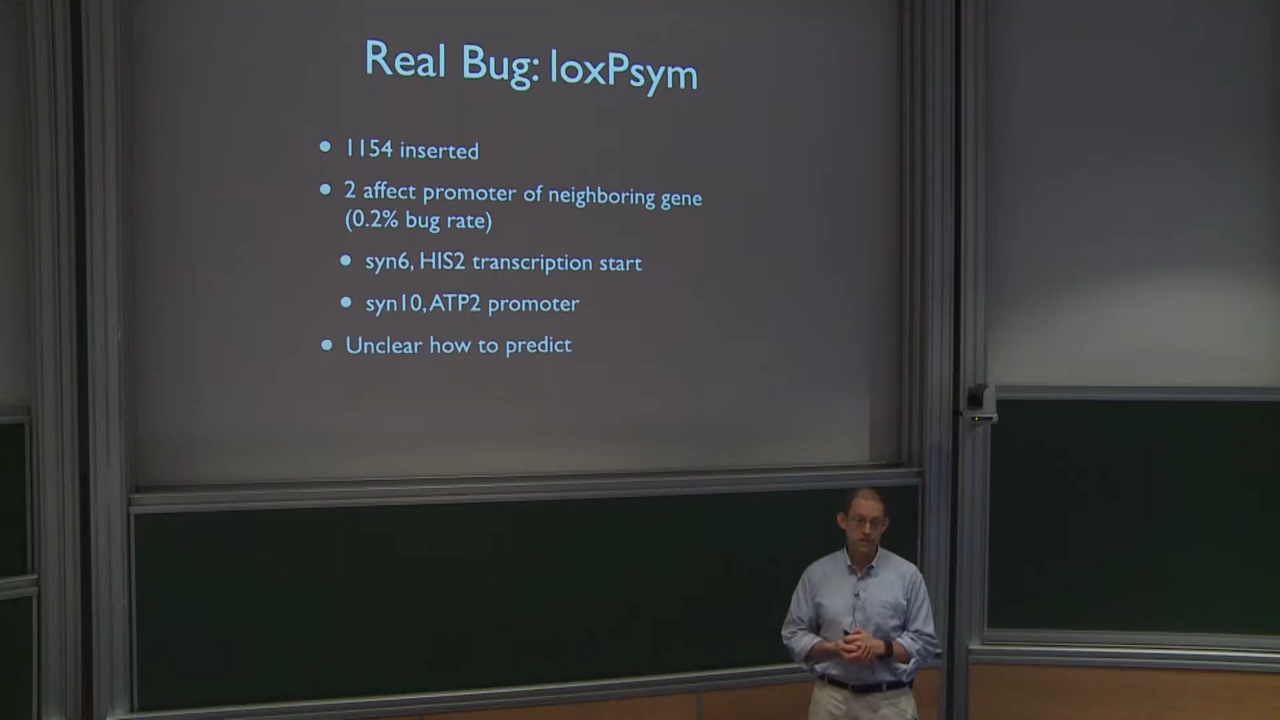 Real Bug: loxPsym
• 1154 inserted
• 2 affect promoter of neighboring gene
(0.2% bug rate)
• syn6, HIS2 transcription start
• syn10, ATP2 promoter
• Unclear how to predict